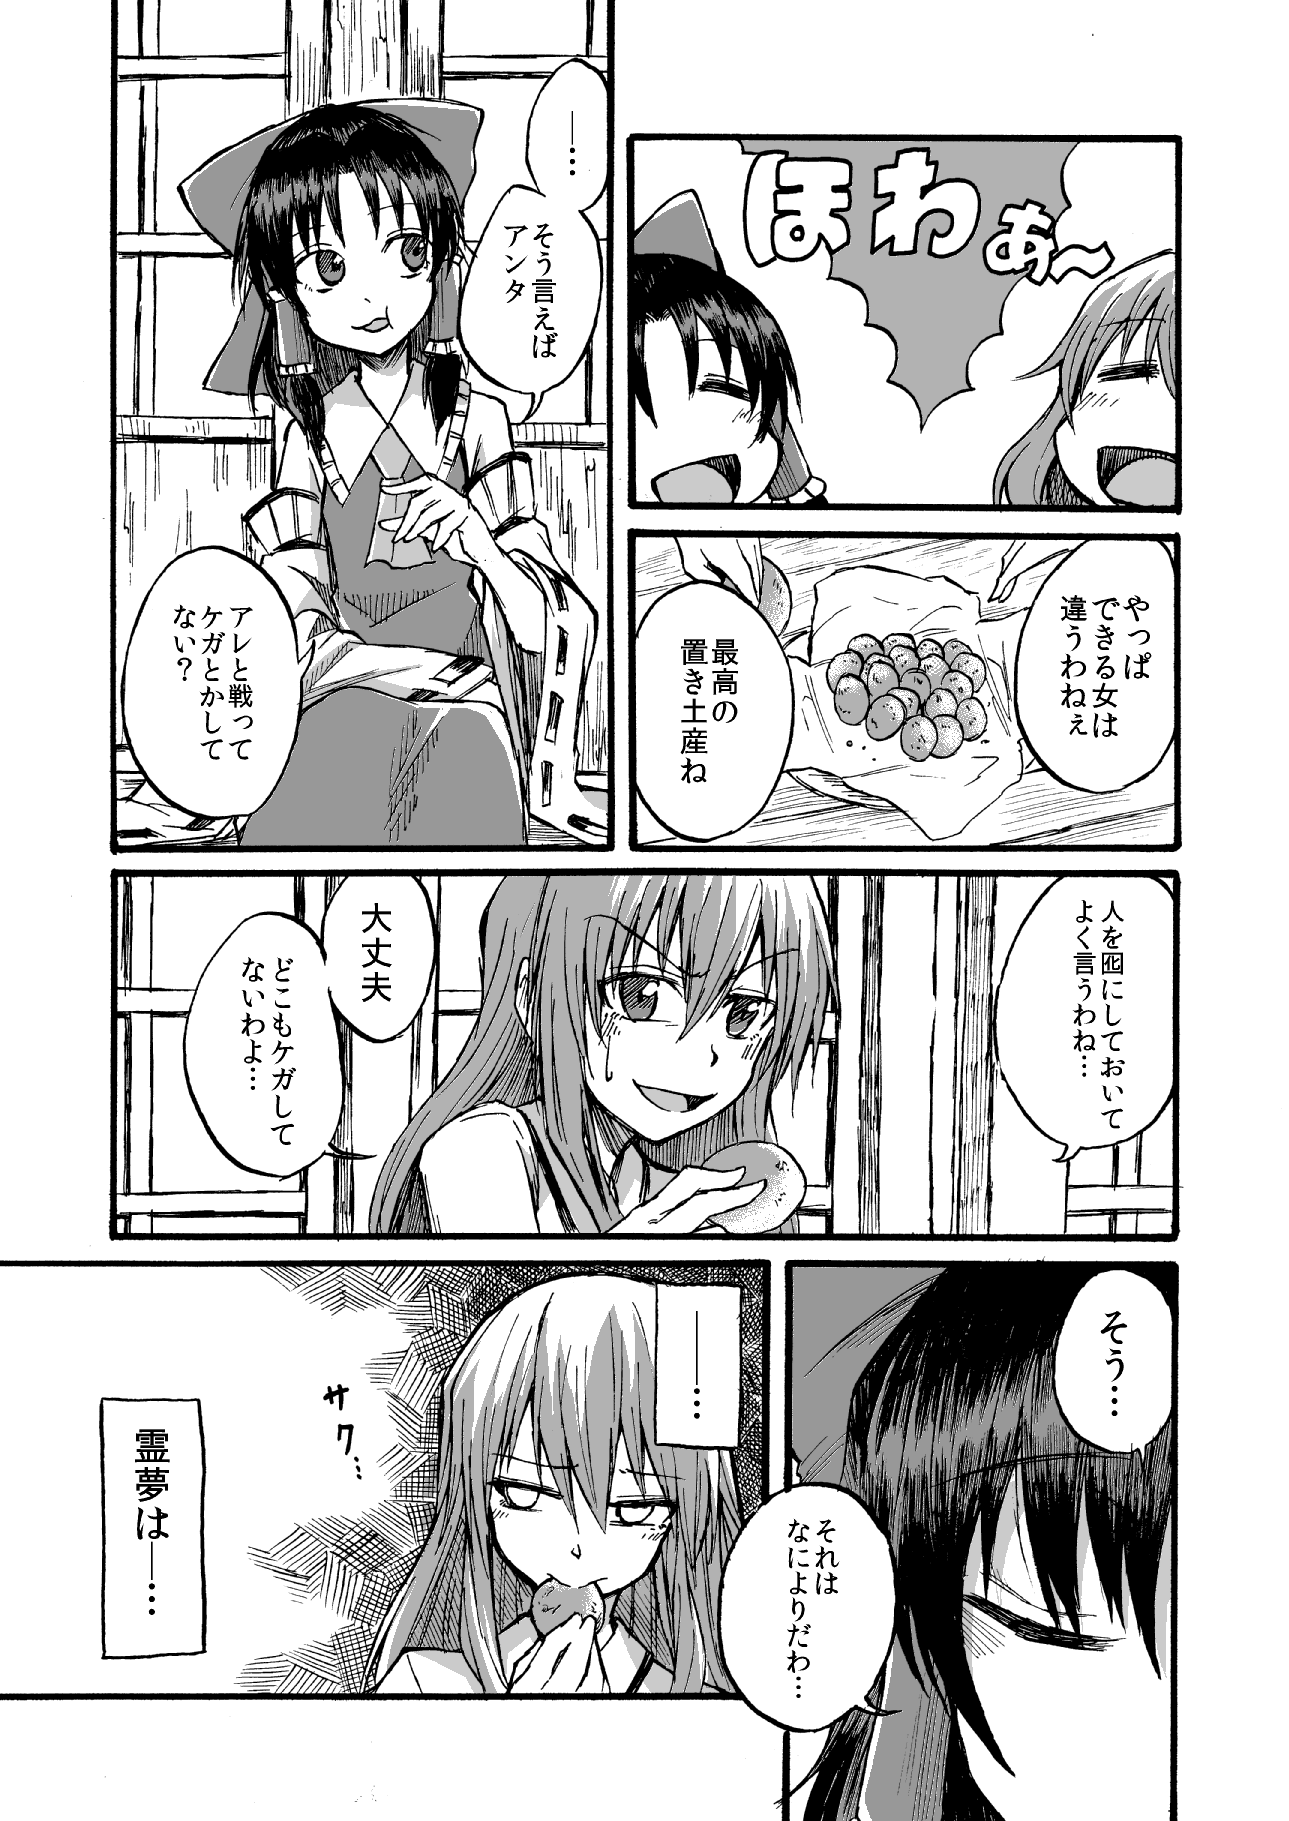 ほわぁ～
やっぱ
できる女は
違うわねぇ
最高の
置き土産ね
―…
そう言えば
アンタ
アレと戦って
ケガとかして
ない？
人を囮にしておいて
よく言うわね…
大丈夫
どこもケガして
ないわよ…
そう…
それは
なによりだわ…
――…
サク…
霊夢は―…